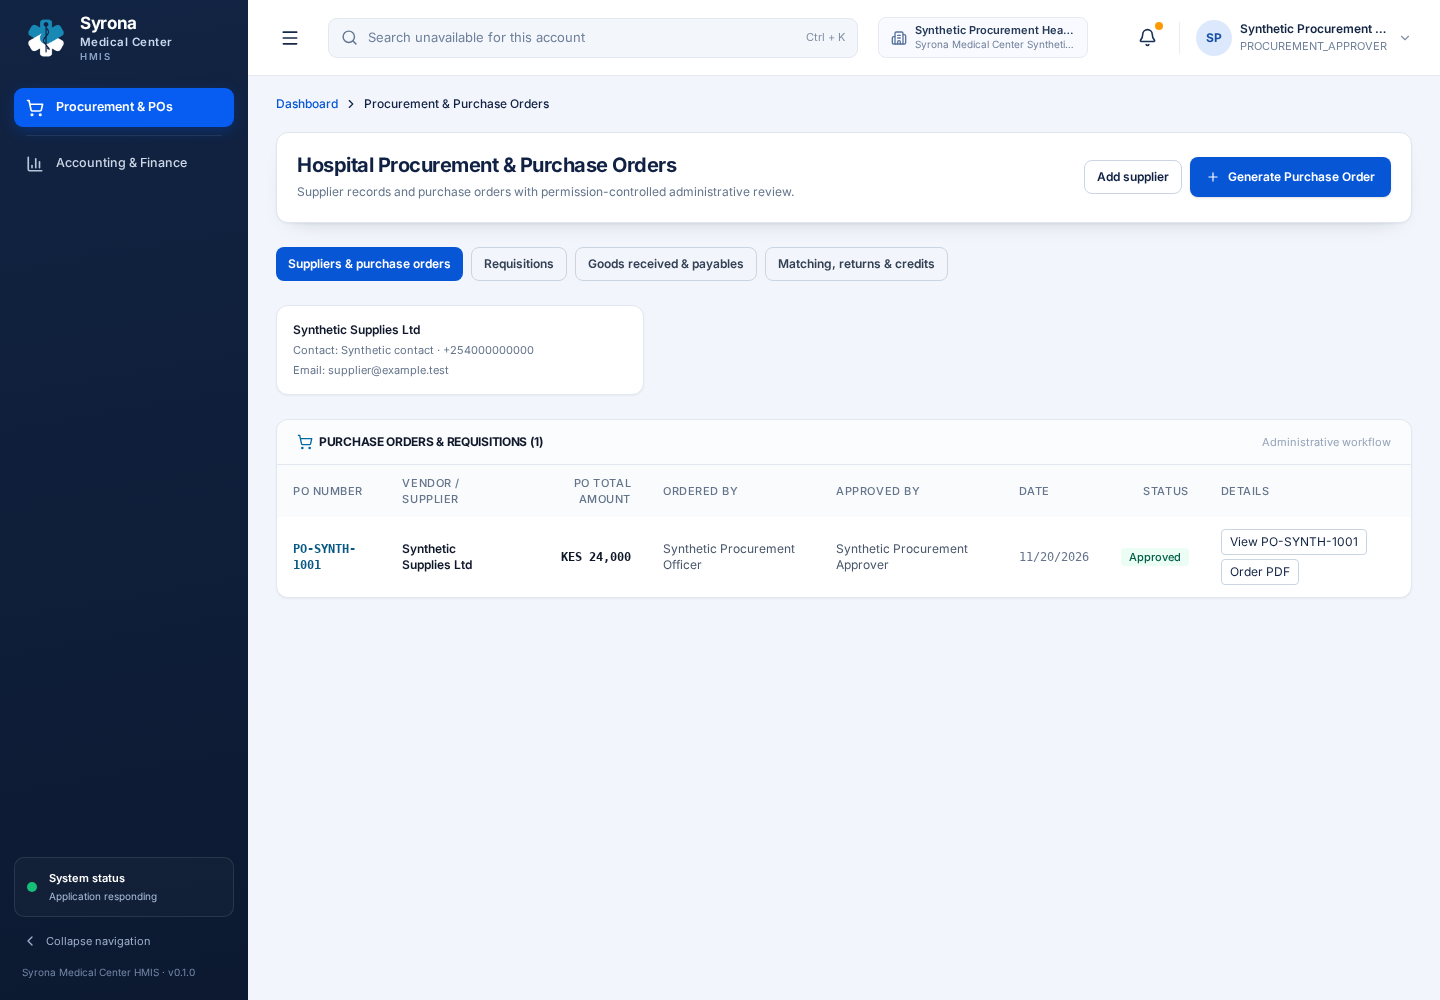 Syrona
Medical Center
HMIS
Procurement & POs
Accounting & Finance
System status
Application responding
Collapse navigation
Syrona Medical Center HMIS · v0.1.0
Search unavailable for this account
Ctrl + K
Synthetic Procurement Hea...
Syrona Medical Center Syntheti...
SP
Synthetic Procurement ...
PROCUREMENT_APPROVER
Dashboard
Procurement & Purchase Orders
Hospital Procurement & Purchase Orders
Supplier records and purchase orders with permission-controlled administrative review.
Add supplier
Generate Purchase Order
Suppliers & purchase orders
Requisitions
Goods received & payables
Matching, returns & credits
Synthetic Supplies Ltd
Contact: Synthetic contact · +254000000000
Email: supplier@example.test
PURCHASE ORDERS & REQUISITIONS (1)
Administrative workflow
PO NUMBER
VENDOR /
SUPPLIER
PO TOTAL
AMOUNT
ORDERED BY
APPROVED BY
DATE
STATUS
DETAILS
PO-SYNTH-
1001
Synthetic
Supplies Ltd
KES 24,000
Synthetic Procurement
Officer
Synthetic Procurement
Approver
11/20/2026
Approved
View PO-SYNTH-1001
Order PDF